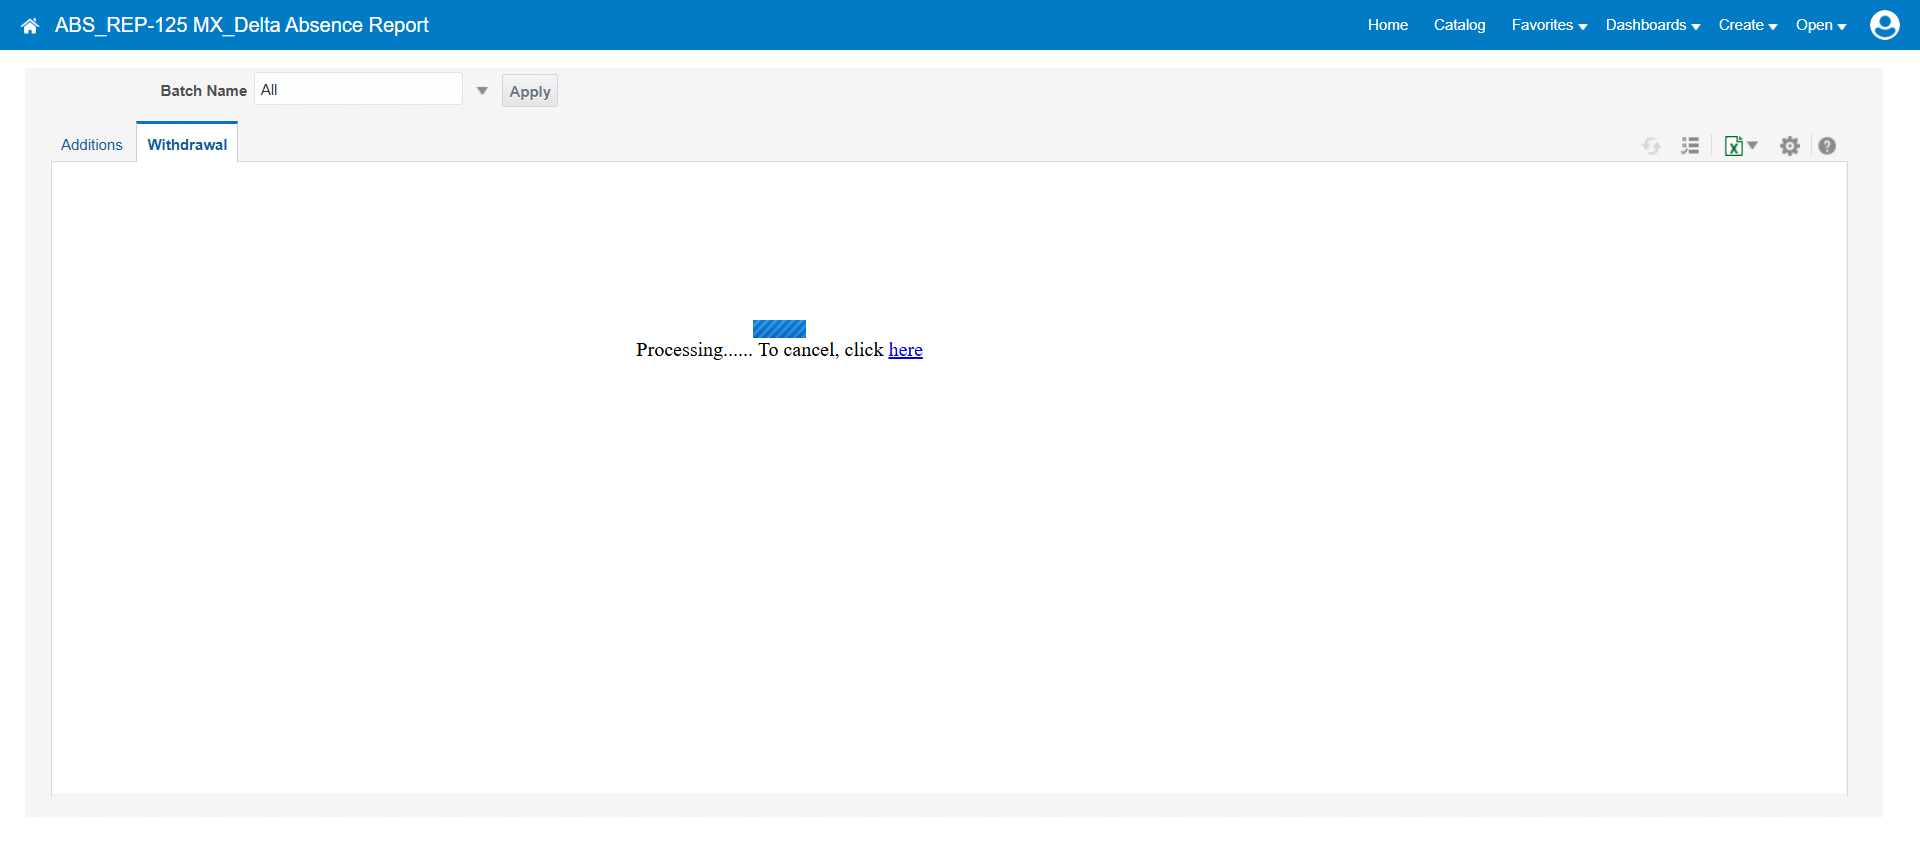 ABS_REP-125 MX_Delta Absence Report
Home Catalog Favorites Dashboards Create Open
Batch Name All Apply
Additions Withdrawal
Processing...... To cancel, click here